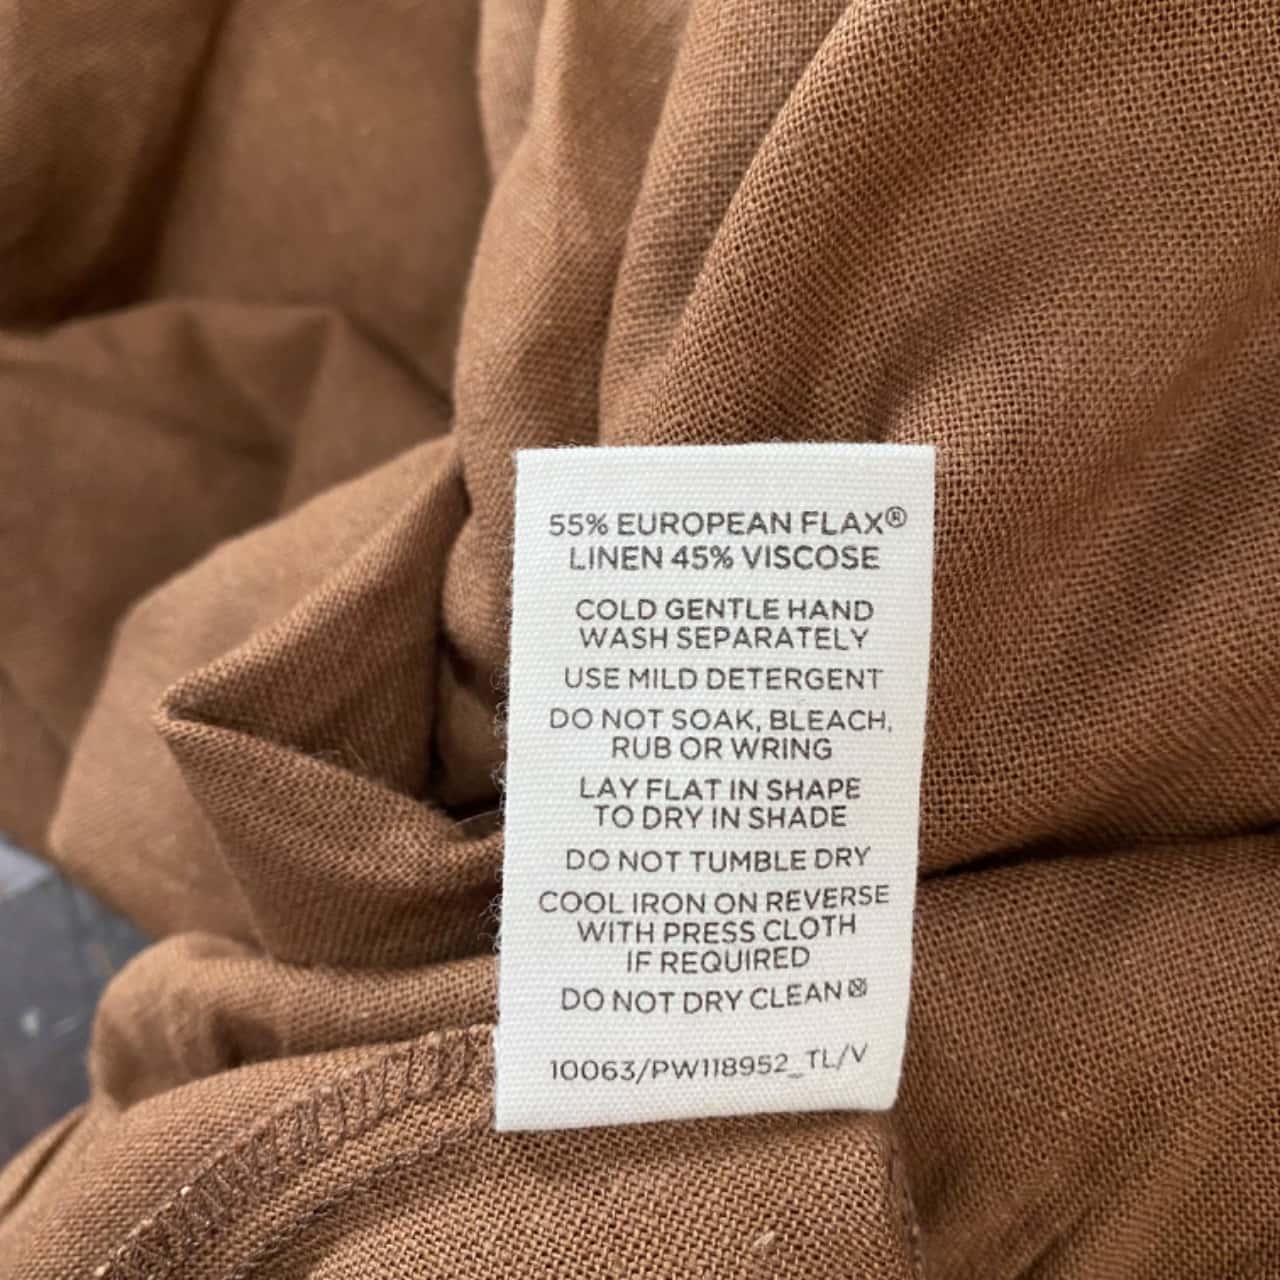 55% EUROPEAN FLAX®
LINEN 45% VISCOSE
COLD GENTLE HAND
WASH SEPARATELY
USE MILD DETERGENT
DO NOT SOAK, BLEACH,
RUB OR WRING
LAY FLAT IN SHAPE
TO DRY IN SHADE
DO NOT TUMBLE DRY
COOL IRON ON REVERSE
WITH PRESS CLOTH
IF REQUIRED
DO NOT DRY CLEAN
10063/PW118952_TL/V